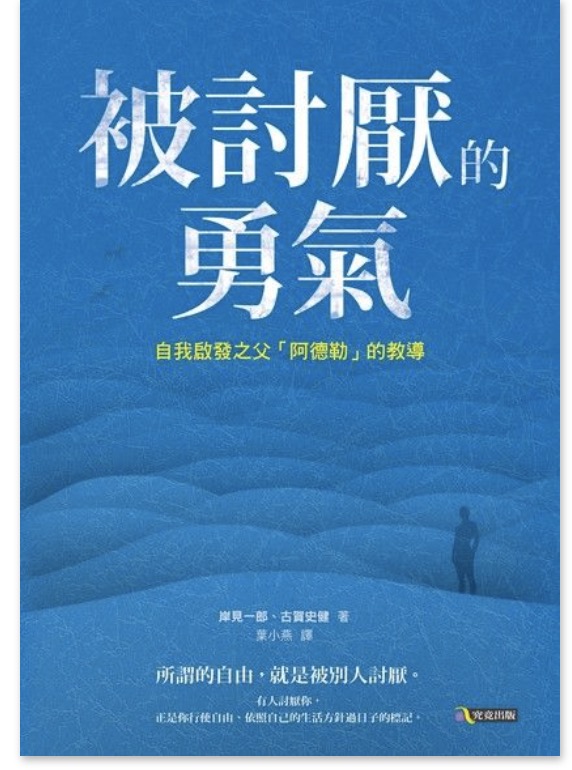 被討厭的
勇氣
自我啟發之父「阿德勒」的教導
岸見一郎、古賀史健 著
葉小燕 譯
所謂的自由，就是被別人討厭。
有人討厭你，
正是你行使自由、依照自己的生活方針過日子的標記。
究竟出版